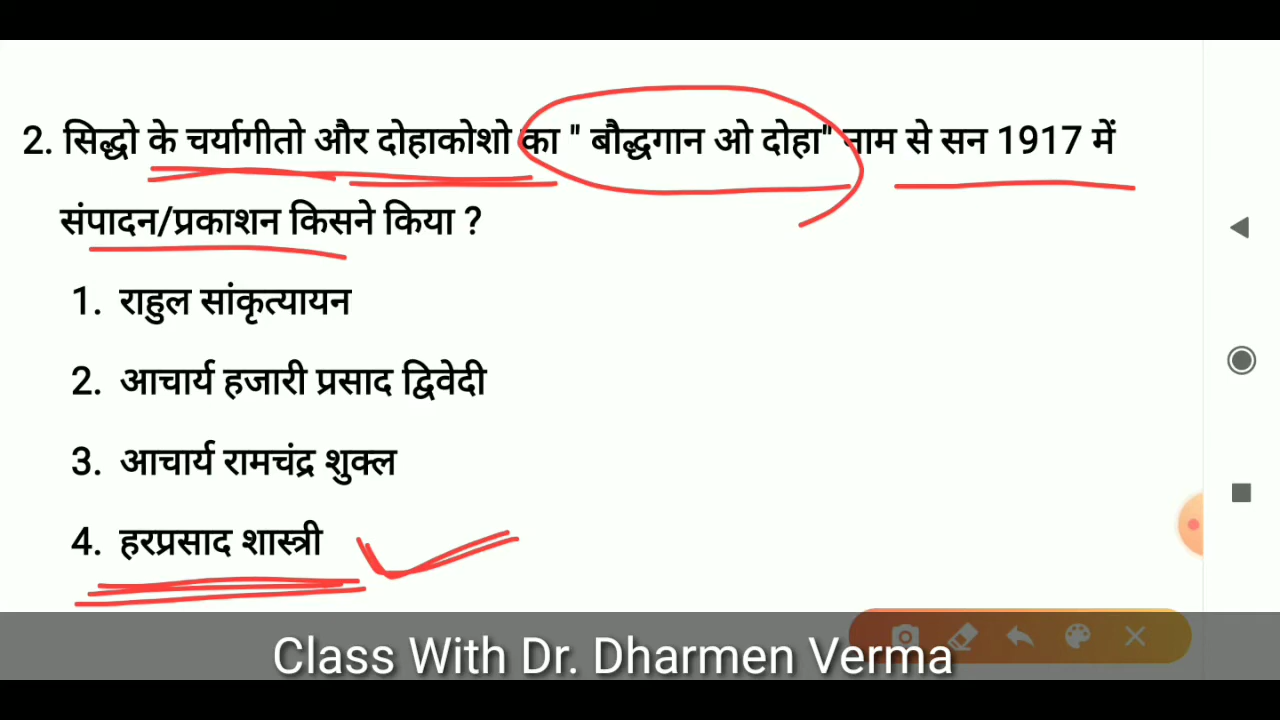 2. सिद्धो के चर्यागीतो और दोहाकोशो का " बौद्धगान ओ दोहा" नाम से सन 1917 में
संपादन/प्रकाशन किसने किया ?
1. राहुल सांकृत्यायन
2. आचार्य हजारी प्रसाद द्विवेदी
3. आचार्य रामचंद्र शुक्ल
4. हरप्रसाद शास्त्री
Class With Dr. Dharmen Verma